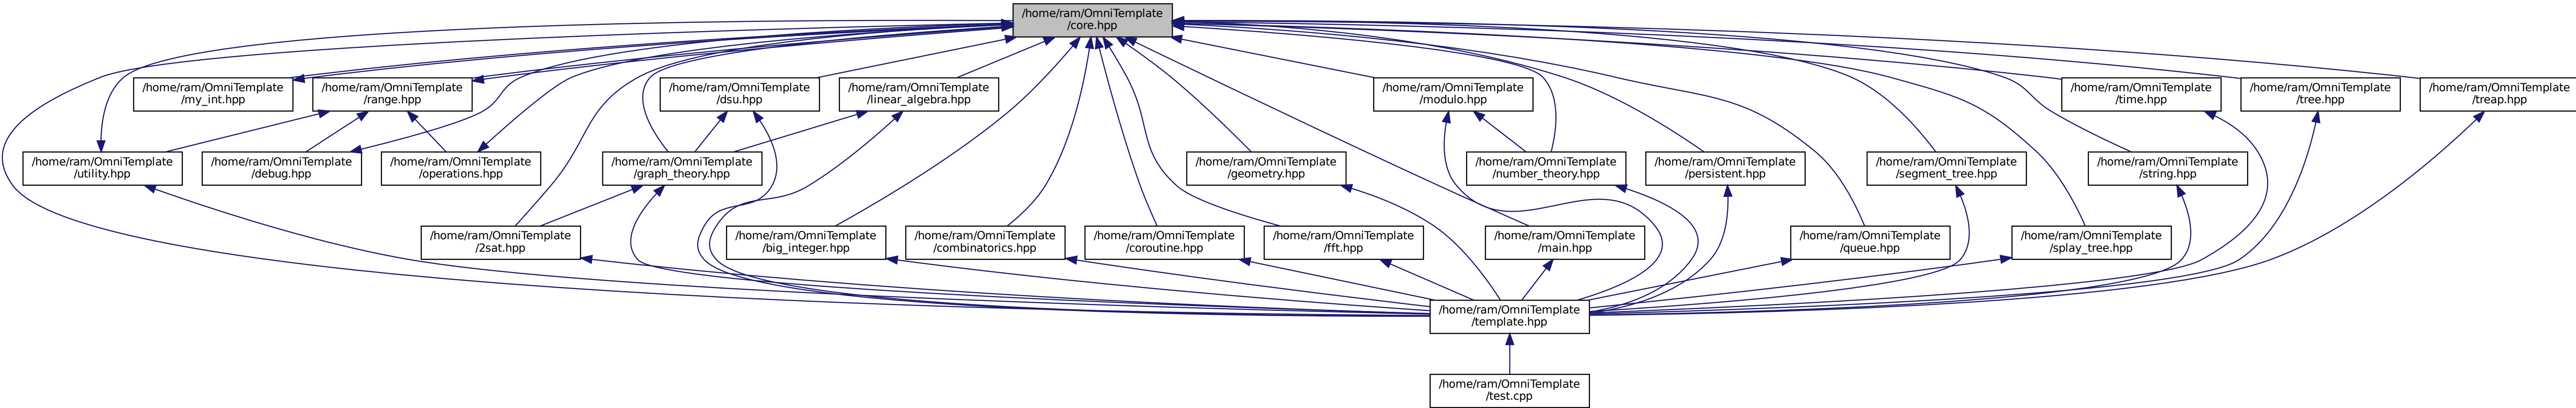 /home/ram/OmniTemplate
/core.hpp
/home/ram/OmniTemplate
/my_int.hpp
/home/ram/OmniTemplate
/range.hpp
/home/ram/OmniTemplate
/dsu.hpp
/home/ram/OmniTemplate
/linear_algebra.hpp
/home/ram/OmniTemplate
/modulo.hpp
/home/ram/OmniTemplate
/time.hpp
/home/ram/OmniTemplate
/tree.hpp
/home/ram/OmniTemplate
/treap.hpp
/home/ram/OmniTemplate
/utility.hpp
/home/ram/OmniTemplate
/debug.hpp
/home/ram/OmniTemplate
/operations.hpp
/home/ram/OmniTemplate
/graph_theory.hpp
/home/ram/OmniTemplate
/geometry.hpp
/home/ram/OmniTemplate
/number_theory.hpp
/home/ram/OmniTemplate
/persistent.hpp
/home/ram/OmniTemplate
/segment_tree.hpp
/home/ram/OmniTemplate
/string.hpp
/home/ram/OmniTemplate
/2sat.hpp
/home/ram/OmniTemplate
/big_integer.hpp
/home/ram/OmniTemplate
/combinatorics.hpp
/home/ram/OmniTemplate
/coroutine.hpp
/home/ram/OmniTemplate
/fft.hpp
/home/ram/OmniTemplate
/main.hpp
/home/ram/OmniTemplate
/queue.hpp
/home/ram/OmniTemplate
/splay_tree.hpp
/home/ram/OmniTemplate
/template.hpp
/home/ram/OmniTemplate
/test.cpp